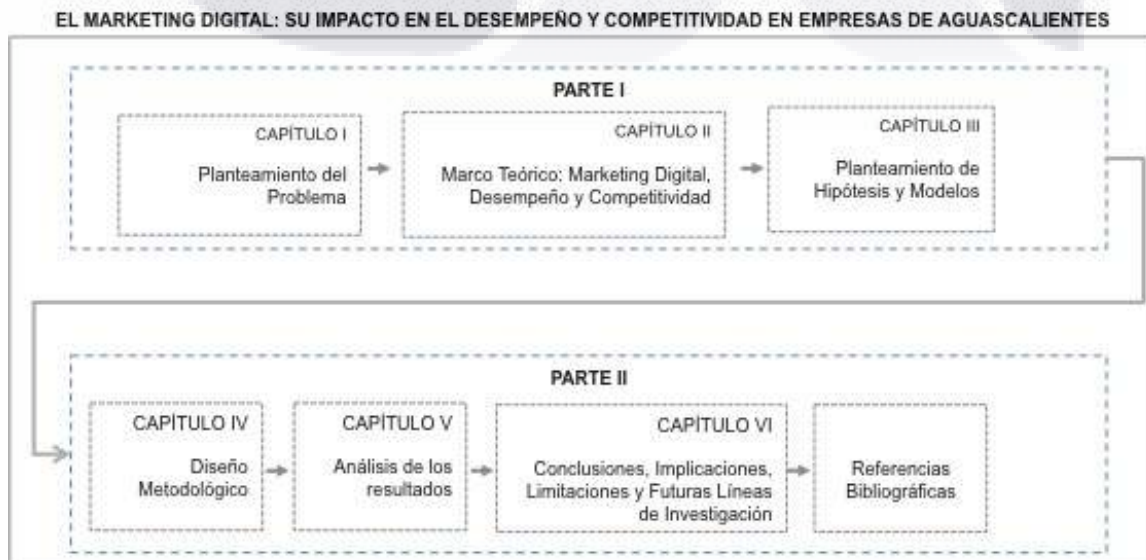 EL MARKETING DIGITAL: SU IMPACTO EN EL DESEMPEÑO Y COMPETITIVIDAD EN EMPRESAS DE AGUASCALIENTES
PARTE I
CAPÍTULO I
Planteamiento del
Problema
CAPÍTULO II
Marco Teórico: Marketing Digital,
Desempeño y Competitividad
CAPÍTULO III
Planteamiento de
Hipótesis y Modelos
PARTE II
CAPÍTULO IV
Diseño
Metodológico
CAPÍTULO V
Análisis de los
resultados
CAPÍTULO VI
Conclusiones, Implicaciones,
Limitaciones y Futuras Líneas
de Investigación
Referencias
Bibliográficas